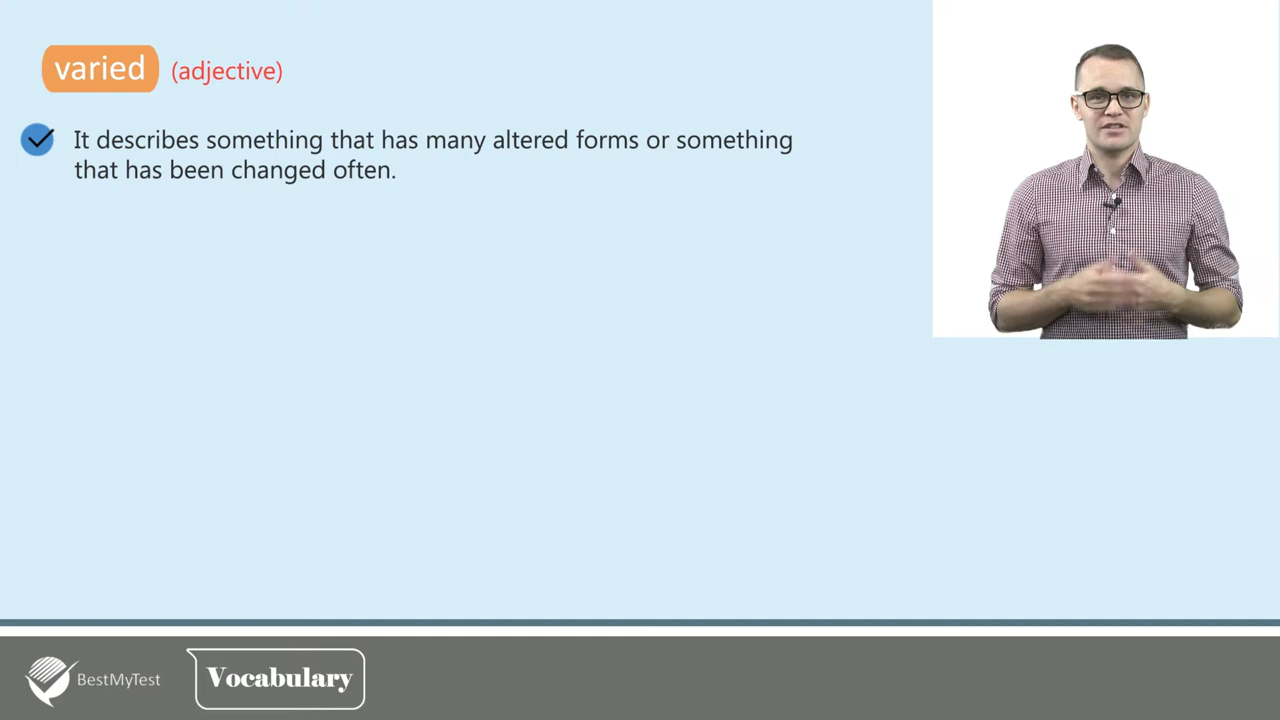 varied (adjective)
It describes something that has many altered forms or something
that has been changed often.
BestMyTest
Vocabulary